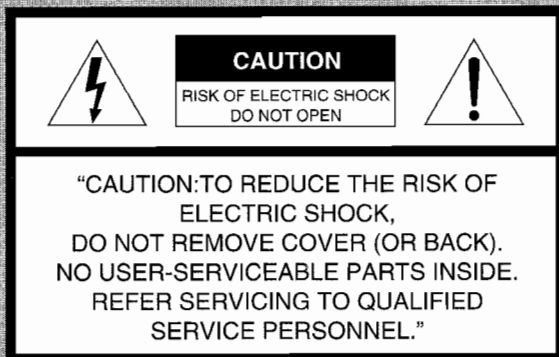 CAUTION
RISK OF ELECTRIC SHOCK
DO NOT OPEN
“CAUTION:TO REDUCE THE RISK OF
ELECTRIC SHOCK,
DO NOT REMOVE COVER (OR BACK).
NO USER-SERVICEABLE PARTS INSIDE.
REFER SERVICING TO QUALIFIED
SERVICE PERSONNEL.”